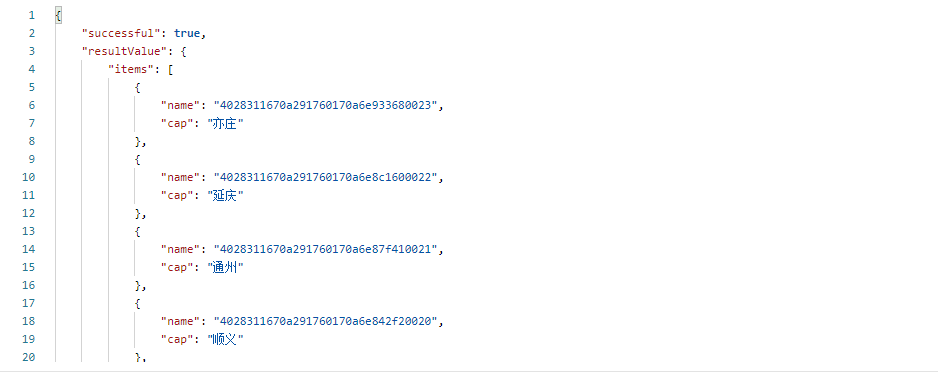 1 {
2 "successful": true,
3 "resultValue": {
4 "items": [
5 {
6 "name": "4028311670a291760170a6e933680023",
7 "cap": "亦庄"
8 },
9 {
10 "name": "4028311670a291760170a6e8c1600022",
11 "cap": "延庆"
12 },
13 {
14 "name": "4028311670a291760170a6e87f410021",
15 "cap": "通州"
16 },
17 {
18 "name": "4028311670a291760170a6e842f20020",
19 "cap": "顺义"
20 },